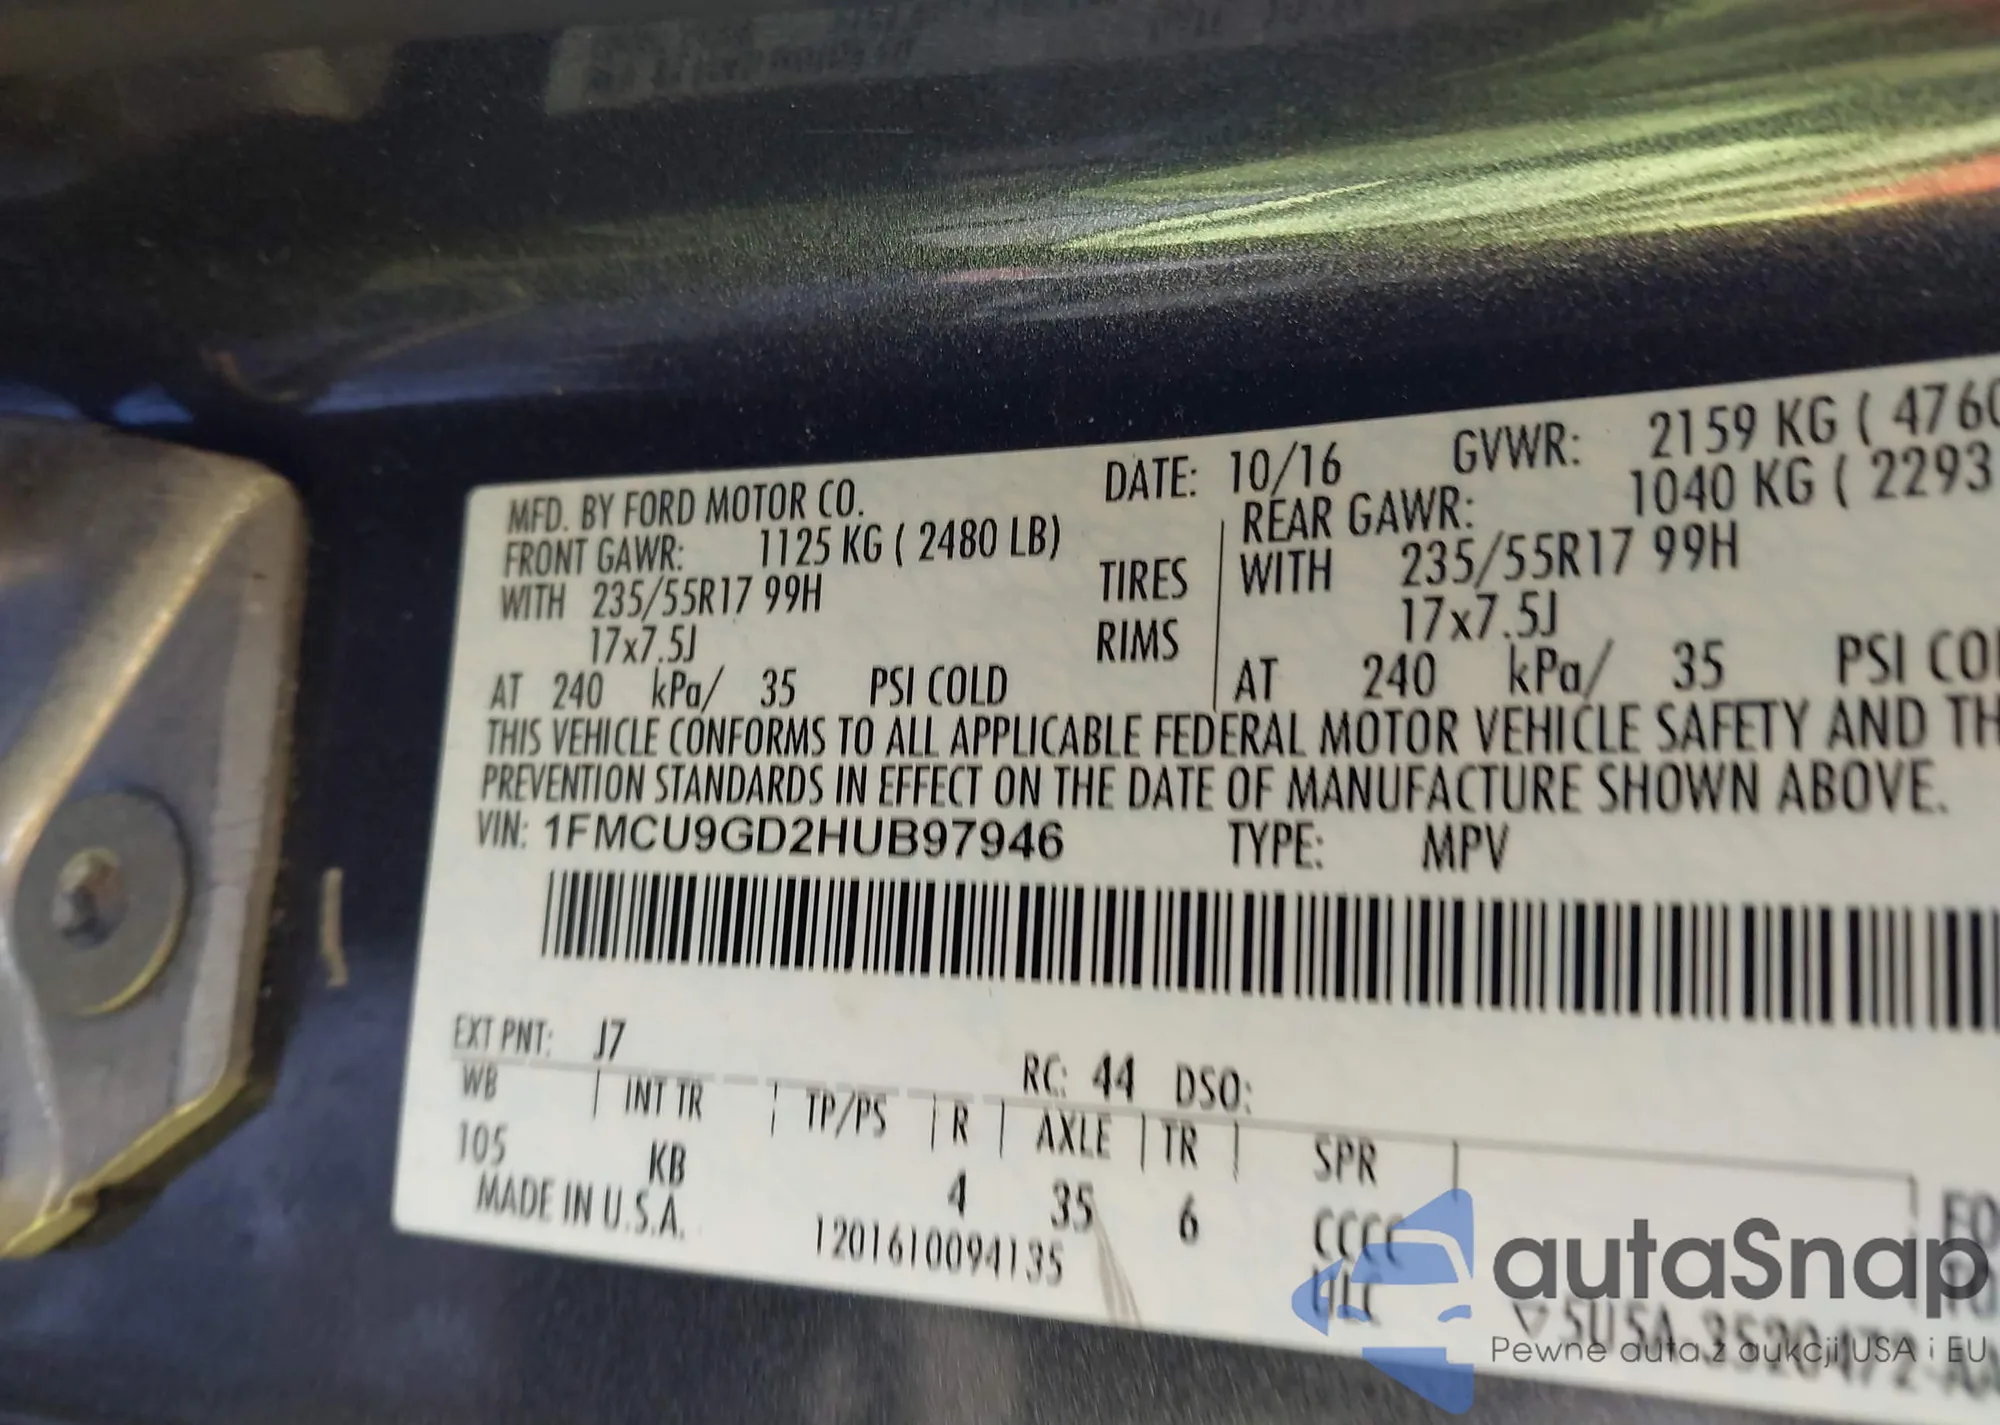 MFD. BY FORD MOTOR CO. DATE: 10/16 GVWR: 2159 KG ( 4760
FRONT GAWR: 1125 KG ( 2480 LB) REAR GAWR: 1040 KG ( 2293
WITH 235/55R17 99H TIRES WITH 235/55R17 99H
17x7.5J RIMS 17x7.5J
AT 240 kPa/ 35 PSI COLD AT 240 kPa/ 35 PSI COL
THIS VEHICLE CONFORMS TO ALL APPLICABLE FEDERAL MOTOR VEHICLE SAFETY AND TH
PREVENTION STANDARDS IN EFFECT ON THE DATE OF MANUFACTURE SHOWN ABOVE.
VIN: 1FMCU9GD2HUB97946 TYPE: MPV
EXT PNT: J7 RC: 44 DSO:
WB INT TR TP/PS R AXLE TR SPR
105 KB 4 35 6 CCCC
MADE IN U.S.A. 1201610094135
autaSnap
Pewne auta z aukcji USA i EU